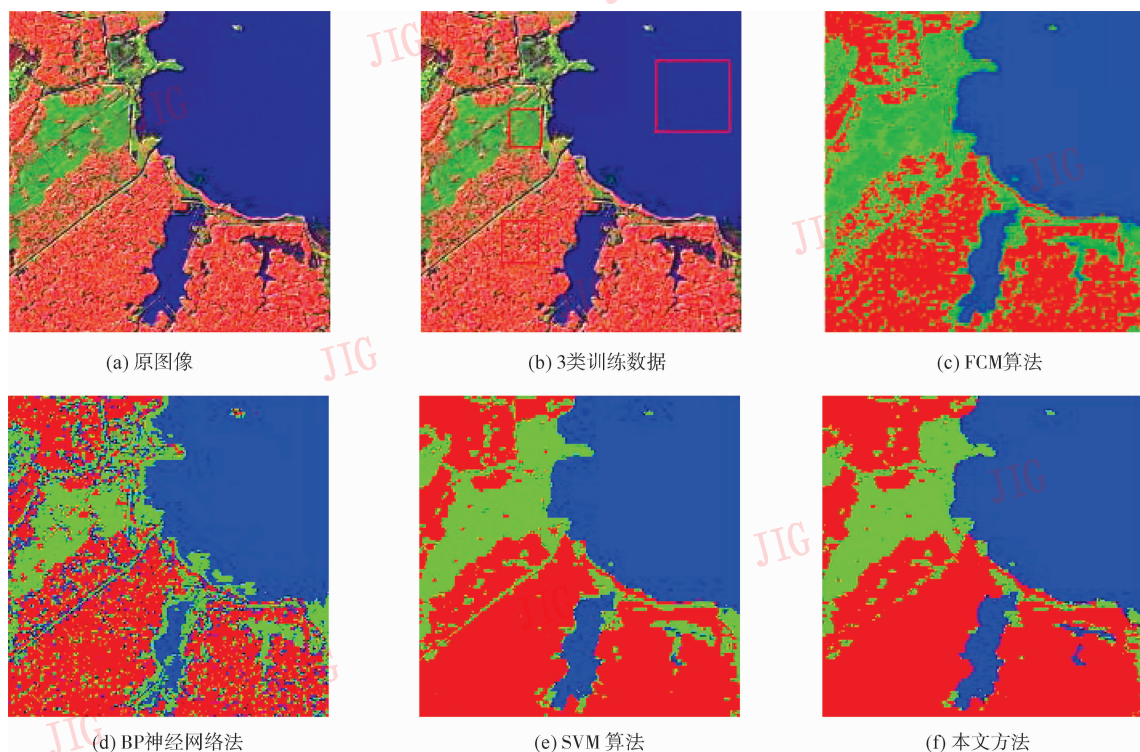 JIG
JIG
(a) 原图像
(b) 3类训练数据
(c) FCM算法
JIG
JIG
(d) BP神经网络法
(e) SVM 算法
(f) 本文方法
JIG